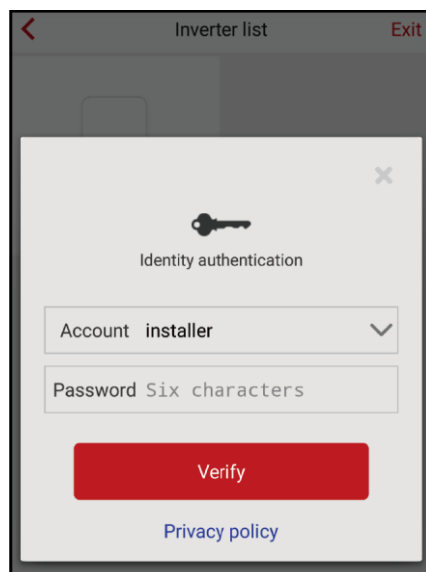 Inverter list Exit
Identity authentication
Account installer
Password Six characters
Verify
Privacy policy